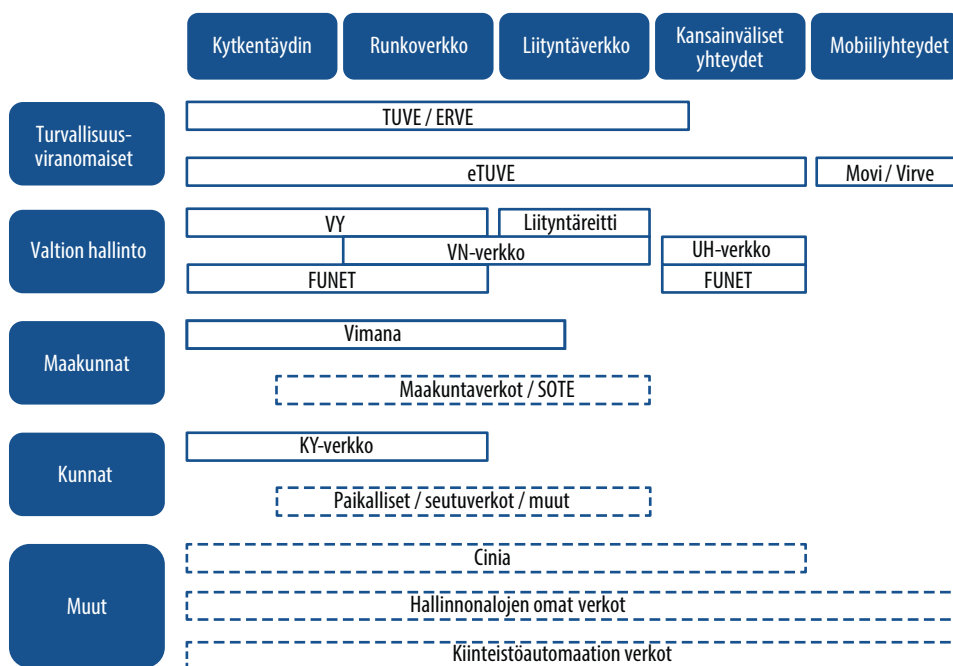 Kytkentäydin
Runkoverkko
Liityntäverkko
Kansainväliset
yhteydet
Mobiiliyhteydet
Turvallisuus-
viranomaiset
TUVE / ERVE
eTUVE
Movi / Virve
Valtion hallinto
VY
Liityntäreitti
VN-verkko
UH-verkko
FUNET
FUNET
Maakunnat
Vimana
Maakuntaverkot / SOTE
Kunnat
KY-verkko
Paikalliset / seutuverkot / muut
Muut
Cinia
Hallinnonalojen omat verkot
Kiinteistöautomaation verkot